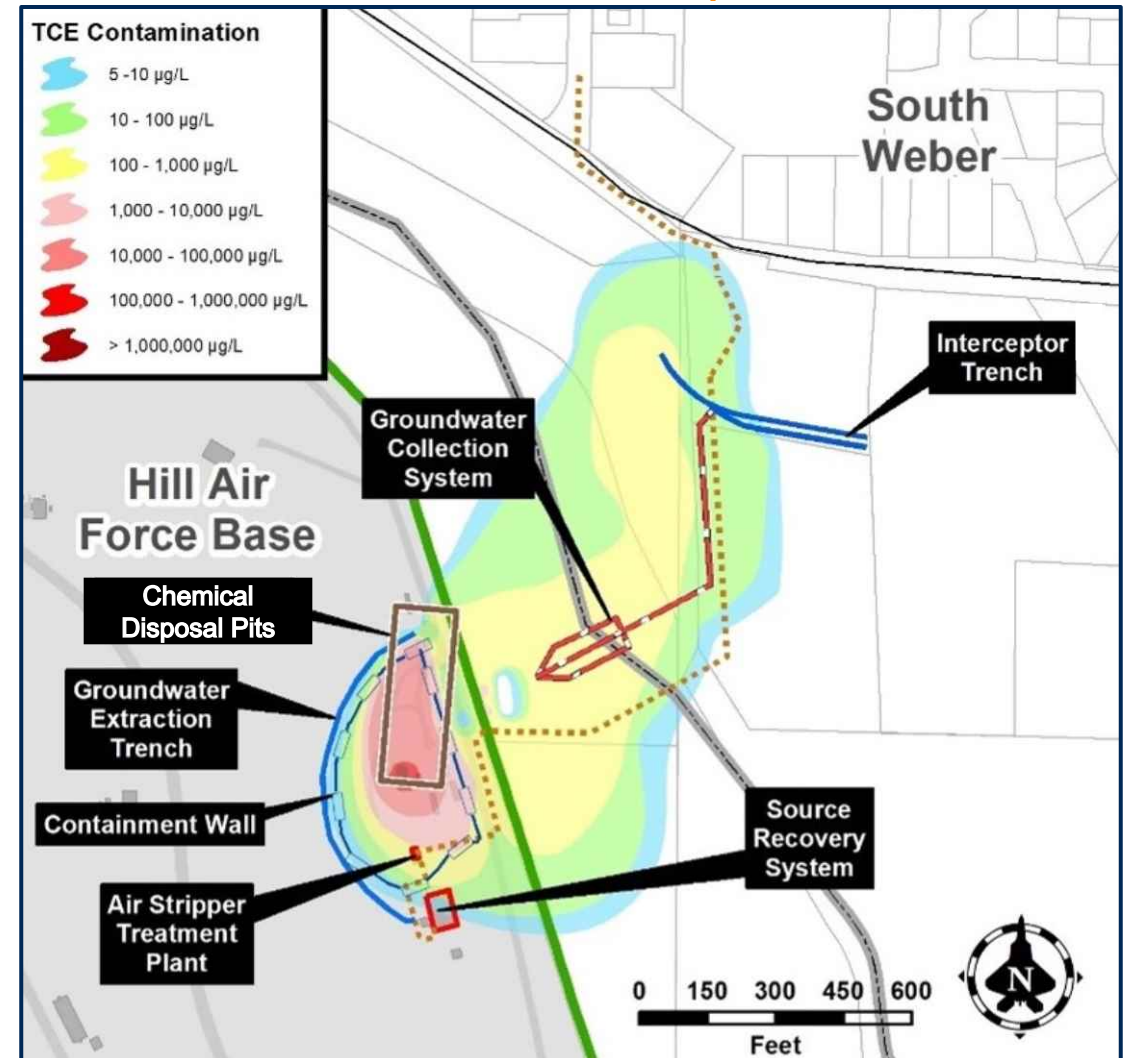 TCE Contamination
5 -10 µg/L
10 - 100 µg/L
100 - 1,000 µg/L
1,000 - 10,000 µg/L
10,000 - 100,000 µg/L
100,000 - 1,000,000 µg/L
> 1,000,000 µg/L
South
Weber
Interceptor
Trench
Groundwater
Collection
System
Hill Air
Force Base
Chemical
Disposal Pits
Groundwater
Extraction
Trench
Containment Wall
Air Stripper
Treatment
Plant
Source
Recovery
System
0 150 300 450 600
Feet
N